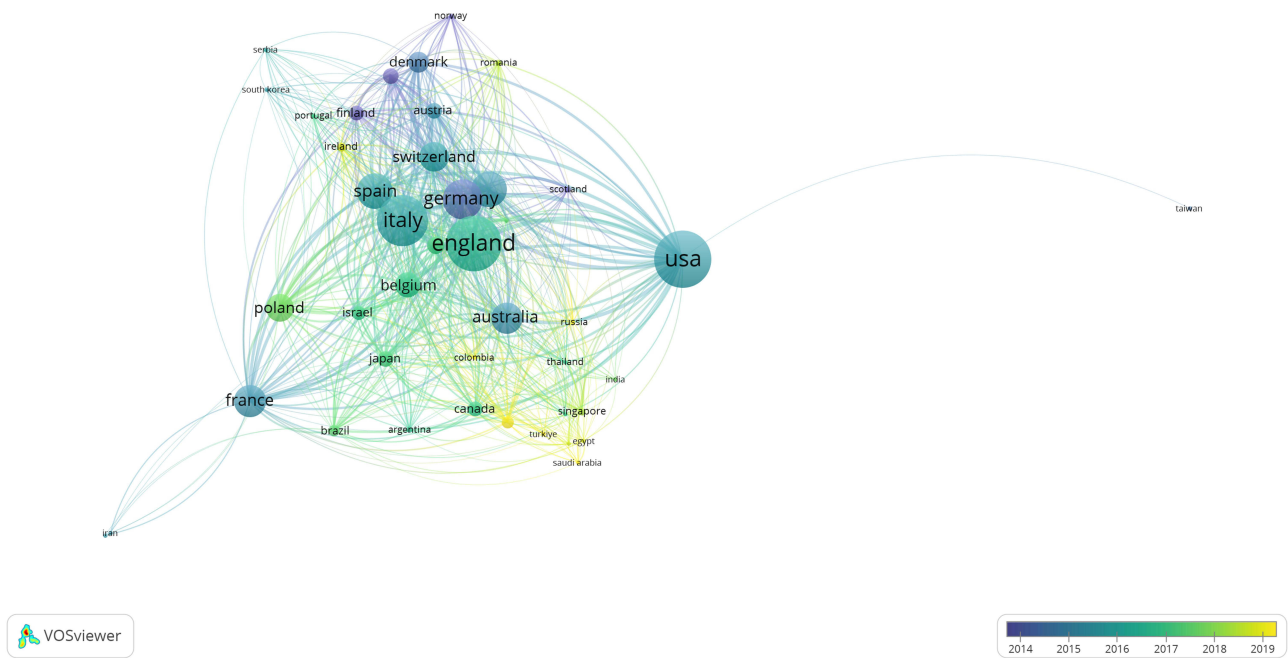 norway
serbia
denmark
romania
south korea
finland
austria
portugal
ireland
switzerland
spain
germany
scotland
taiwan
italy
england
usa
belgium
poland
israel
australia
russia
japan
colombia
thailand
india
france
canada
singapore
brazil
argentina
turkiye
egypt
saudi arabia
iran
VOSviewer
2014 2015 2016 2017 2018 2019